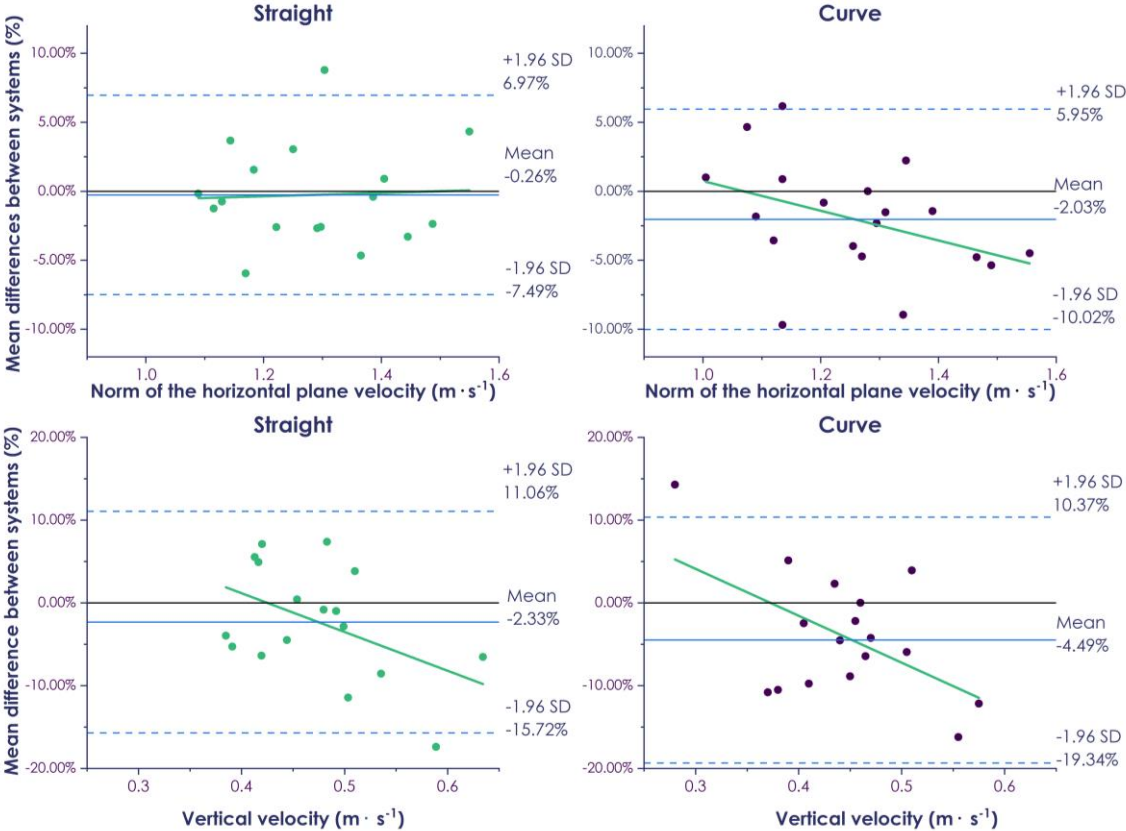 Straight
Mean differences between systems (%)
10.00%
5.00%
0.00%
-5.00%
-10.00%
+1.96 SD
6.97%
Mean
-0.26%
-1.96 SD
-7.49%
1.0
1.2
1.4
1.6
Norm of the horizontal plane velocity (m · s⁻¹)
Curve
10.00%
5.00%
0.00%
-5.00%
-10.00%
+1.96 SD
5.95%
Mean
-2.03%
-1.96 SD
-10.02%
1.0
1.2
1.4
1.6
Norm of the horizontal plane velocity (m · s⁻¹)
Straight
Mean difference between systems (%)
20.00%
10.00%
0.00%
-10.00%
-20.00%
+1.96 SD
11.06%
Mean
-2.33%
-1.96 SD
-15.72%
0.3
0.4
0.5
0.6
Vertical velocity (m · s⁻¹)
Curve
20.00%
10.00%
0.00%
-10.00%
-20.00%
+1.96 SD
10.37%
Mean
-4.49%
-1.96 SD
-19.34%
0.3
0.4
0.5
0.6
Vertical velocity (m · s⁻¹)